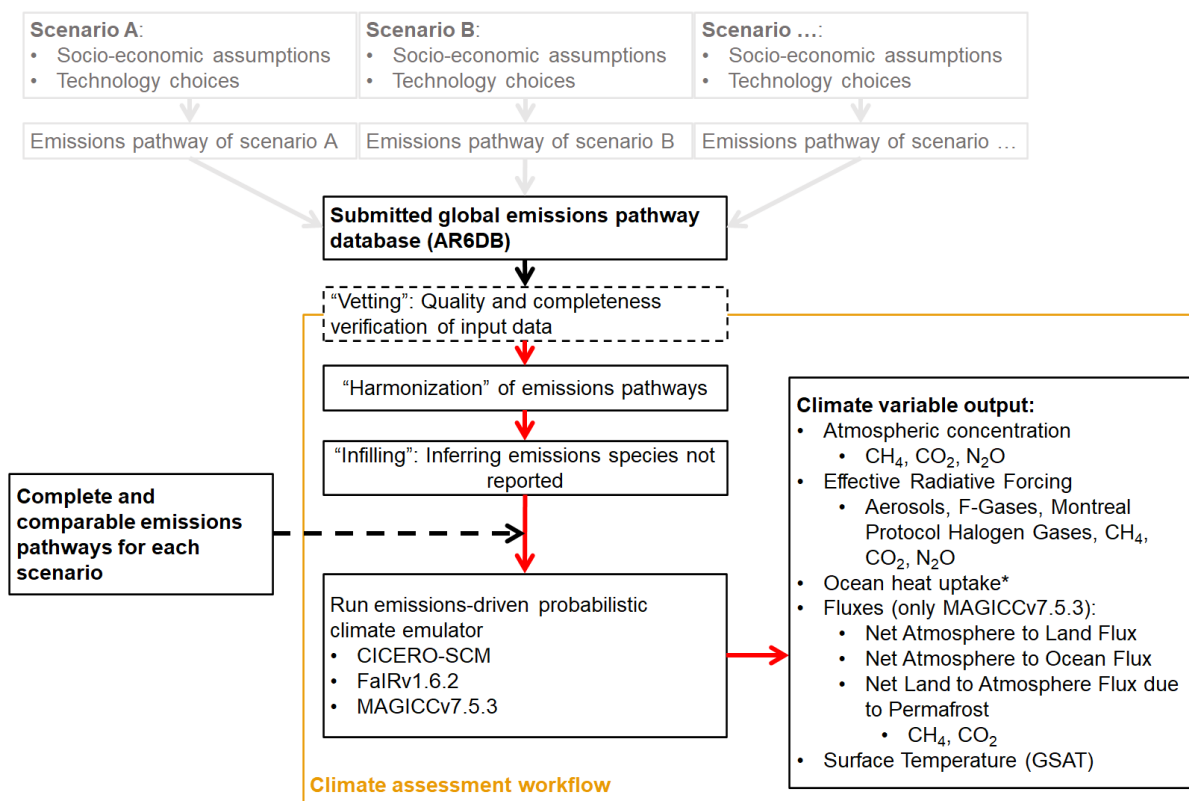 Scenario A:
• Socio-economic assumptions
• Technology choices
Scenario B:
• Socio-economic assumptions
• Technology choices
Scenario …:
• Socio-economic assumptions
• Technology choices
Emissions pathway of scenario A
Emissions pathway of scenario B
Emissions pathway of scenario …
Submitted global emissions pathway
database (AR6DB)
“Vetting”: Quality and completeness
verification of input data
“Harmonization” of emissions pathways
“Infilling”: Inferring emissions species not
reported
Complete and
comparable emissions
pathways for each
scenario
Run emissions-driven probabilistic
climate emulator
• CICERO-SCM
• FaIRv1.6.2
• MAGICCv7.5.3
Climate variable output:
• Atmospheric concentration
• CH₄, CO₂, N₂O
• Effective Radiative Forcing
• Aerosols, F-Gases, Montreal
Protocol Halogen Gases, CH₄,
CO₂, N₂O
• Ocean heat uptake*
• Fluxes (only MAGICCv7.5.3):
• Net Atmosphere to Land Flux
• Net Atmosphere to Ocean Flux
• Net Land to Atmosphere Flux due
to Permafrost
• CH₄, CO₂
• Surface Temperature (GSAT)
Climate assessment workflow